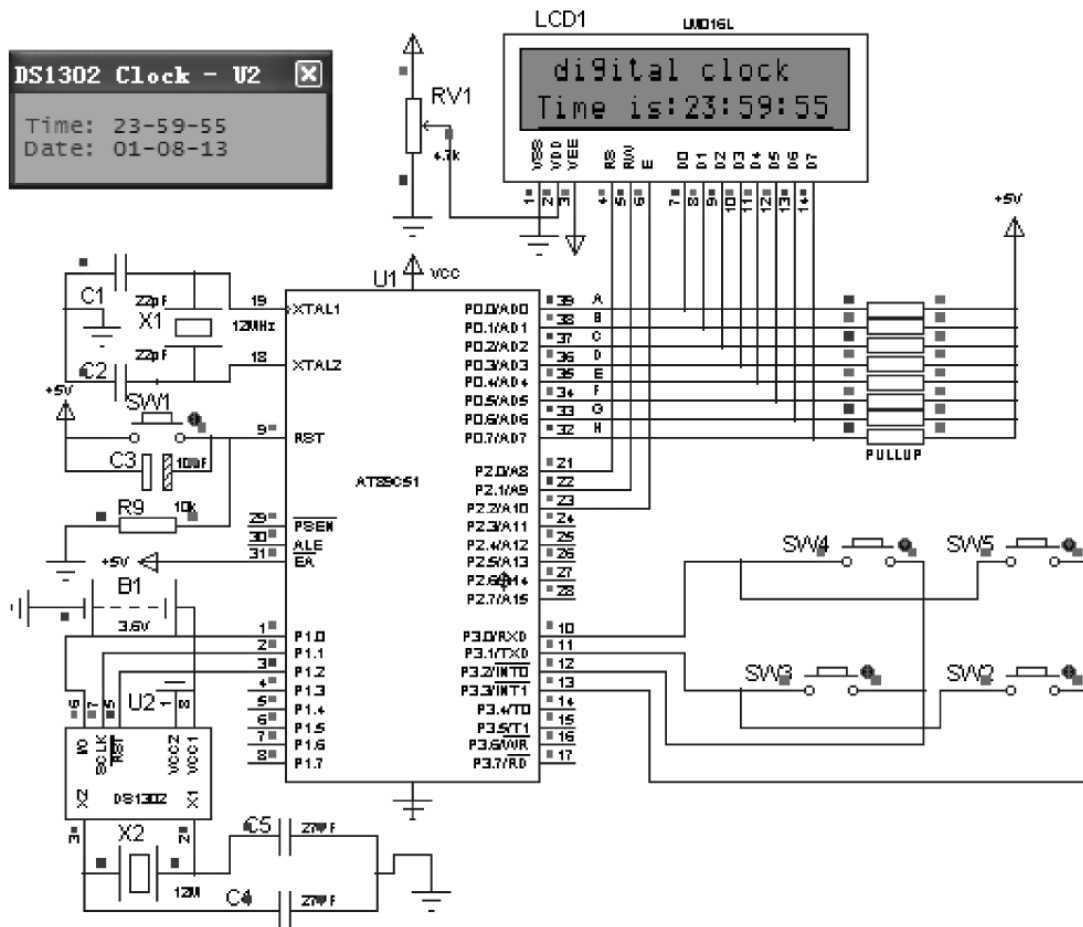 LCD1
LM016L
digital clock
Time is:23:59:55
DS1302 Clock - U2
Time: 23-59-55
Date: 01-08-13
RV1
4.7k
VSS
VDD
VEE
RS
RW
E
D0
D1
D2
D3
D4
D5
D6
D7
1
2
3
4
5
6
7
8
9
10
11
12
13
14
+5V
U1
VCC
C1
22pF
X1
12MHz
22pF
C2
19
XTAL1
18
XTAL2
+5V
SW1
9
RST
C3
10uF
R9
10k
AT89C51
29
PSEN
30
ALE
31
EA
+5V
B1
3.6V
1
P1.0
2
P1.1
3
P1.2
4
P1.3
5
P1.4
6
P1.5
7
P1.6
8
P1.7
P0.0/AD0
39
A
P0.1/AD1
38
B
P0.2/AD2
37
C
P0.3/AD3
36
D
P0.4/AD4
35
E
P0.5/AD5
34
F
P0.6/AD6
33
G
P0.7/AD7
32
H
PULLUP
P2.0/A8
21
P2.1/A9
22
P2.2/A10
23
P2.3/A11
24
P2.4/A12
25
P2.5/A13
26
27
P2.7/A15
28
P3.0/RXD
10
P3.1/TXD
11
P3.2/INT0
12
P3.3/INT1
13
P3.4/T0
14
P3.5/T1
15
P3.6/WR
16
P3.7/RD
17
SW4
SW5
SW3
SW2
U2
6
7
5
1
8
I/O
SCLK
RST
VCC2
VCC1
X2
DS1302
X1
3
2
X2
12M
C5
27PF
C4
27PF